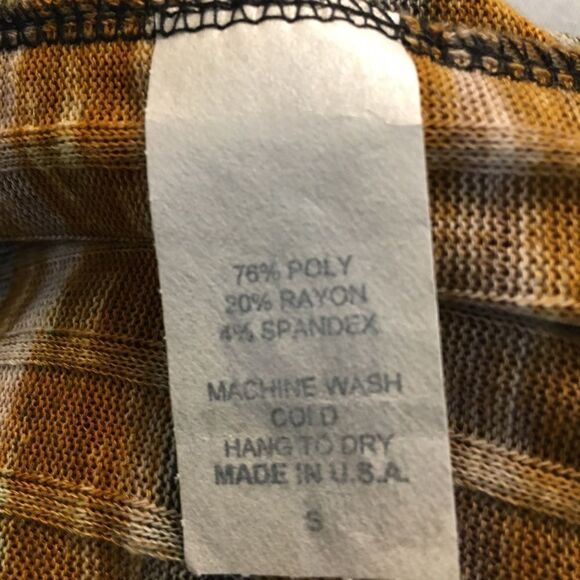 76% POLY
20% RAYON
4% SPANDEX
MACHINE WASH
COLD
HANG TO DRY
MADE IN U.S.A.
S